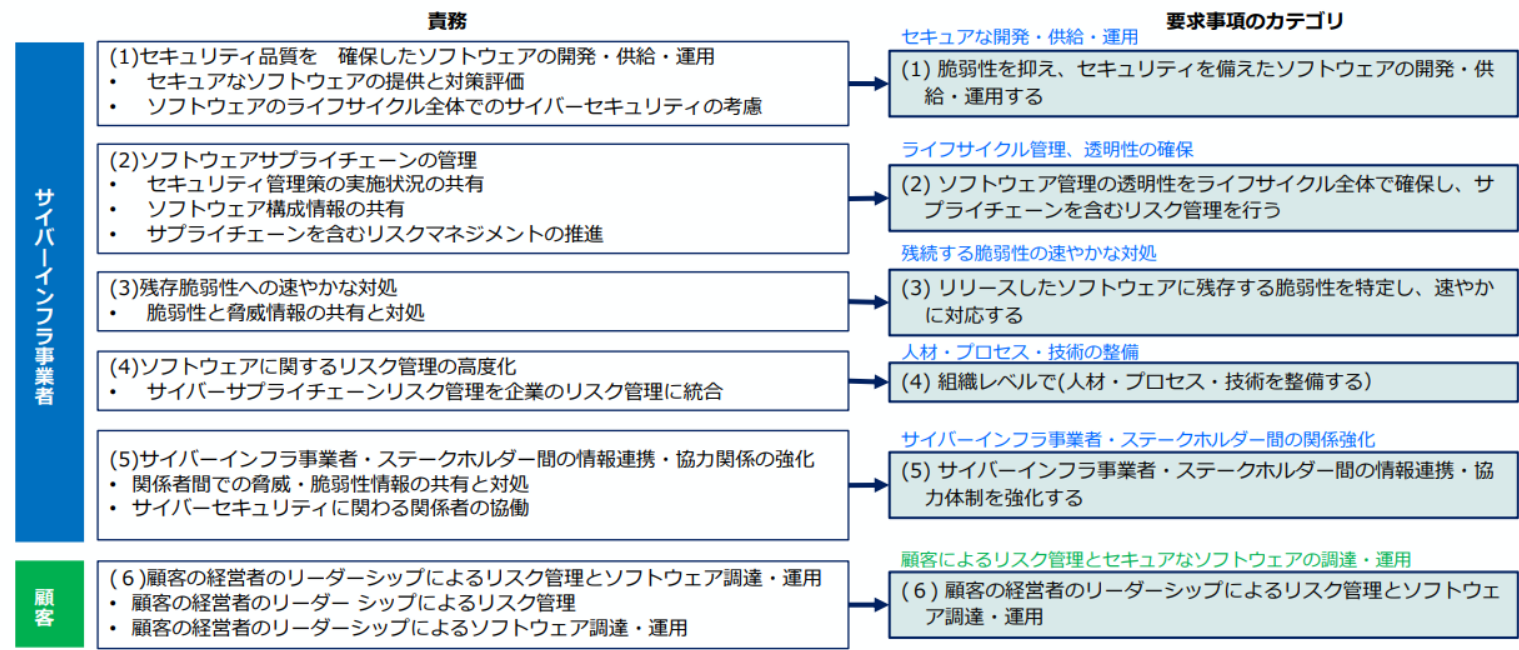 責務
要求事項のカテゴリ
サイバーインフラ事業者
(1)セキュリティ品質を　確保したソフトウェアの開発・供給・運用
• セキュアなソフトウェアの提供と対策評価
• ソフトウェアのライフサイクル全体でのサイバーセキュリティの考慮
セキュアな開発・供給・運用
(1) 脆弱性を抑え、セキュリティを備えたソフトウェアの開発・供
給・運用する
(2)ソフトウェアサプライチェーンの管理
• セキュリティ管理策の実施状況の共有
• ソフトウェア構成情報の共有
• サプライチェーンを含むリスクマネジメントの推進
ライフサイクル管理、透明性の確保
(2) ソフトウェア管理の透明性をライフサイクル全体で確保し、サ
プライチェーンを含むリスク管理を行う
(3)残存脆弱性への速やかな対処
• 脆弱性と脅威情報の共有と対処
残続する脆弱性の速やかな対処
(3) リリースしたソフトウェアに残存する脆弱性を特定し、速やか
に対応する
(4)ソフトウェアに関するリスク管理の高度化
• サイバーサプライチェーンリスク管理を企業のリスク管理に統合
人材・プロセス・技術の整備
(4) 組織レベルで(人材・プロセス・技術を整備する）
(5)サイバーインフラ事業者・ステークホルダー間の情報連携・協力関係の強化
• 関係者間での脅威・脆弱性情報の共有と対処
• サイバーセキュリティに関わる関係者の協働
サイバーインフラ事業者・ステークホルダー間の関係強化
(5) サイバーインフラ事業者・ステークホルダー間の情報連携・協
力体制を強化する
顧客
(６)顧客の経営者のリーダーシップによるリスク管理とソフトウェア調達・運用
• 顧客の経営者のリーダー シップによるリスク管理
• 顧客の経営者のリーダーシップによるソフトウェア調達・運用
顧客によるリスク管理とセキュアなソフトウェアの調達・運用
(６) 顧客の経営者のリーダーシップによるリスク管理とソフトウェ
ア調達・運用